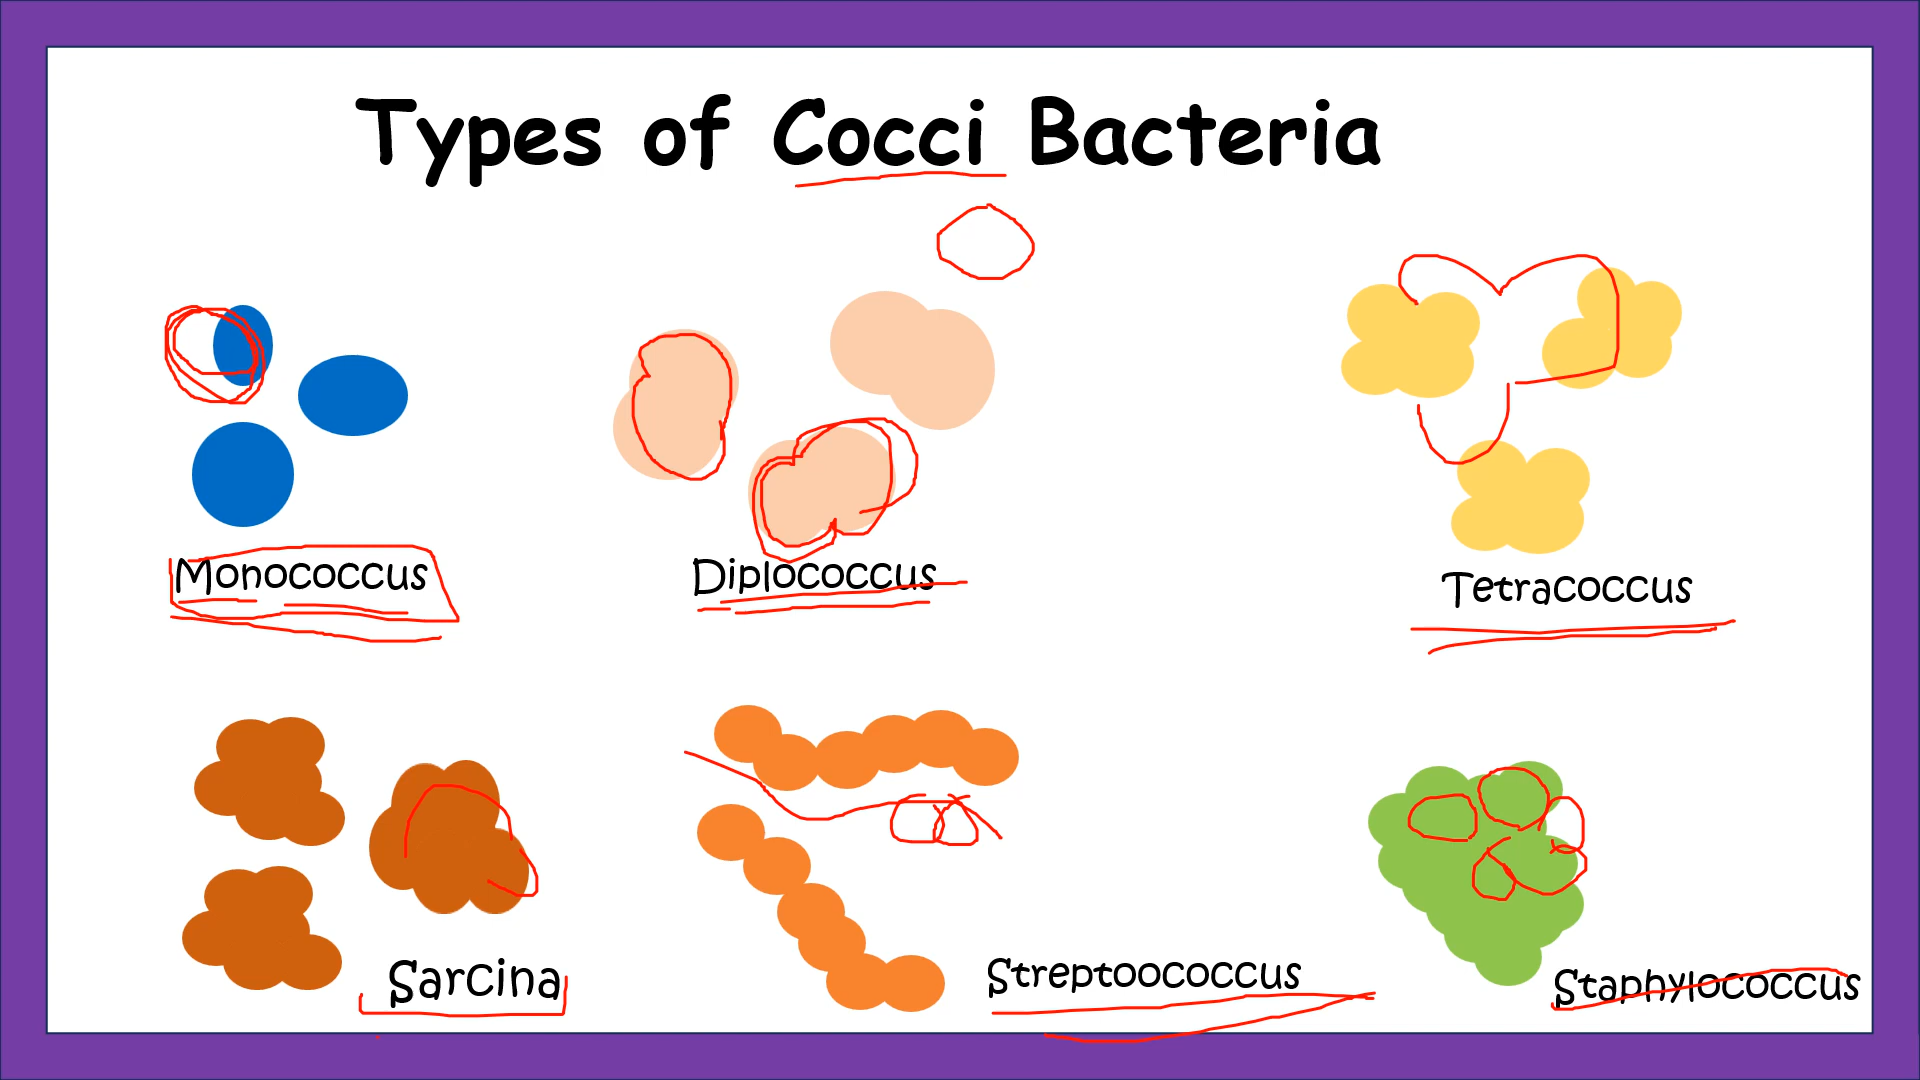 Types of Cocci Bacteria
Monococcus
Diplococcus
Tetracoccus
Sarcina
Streptoococcus
Staphylococcus